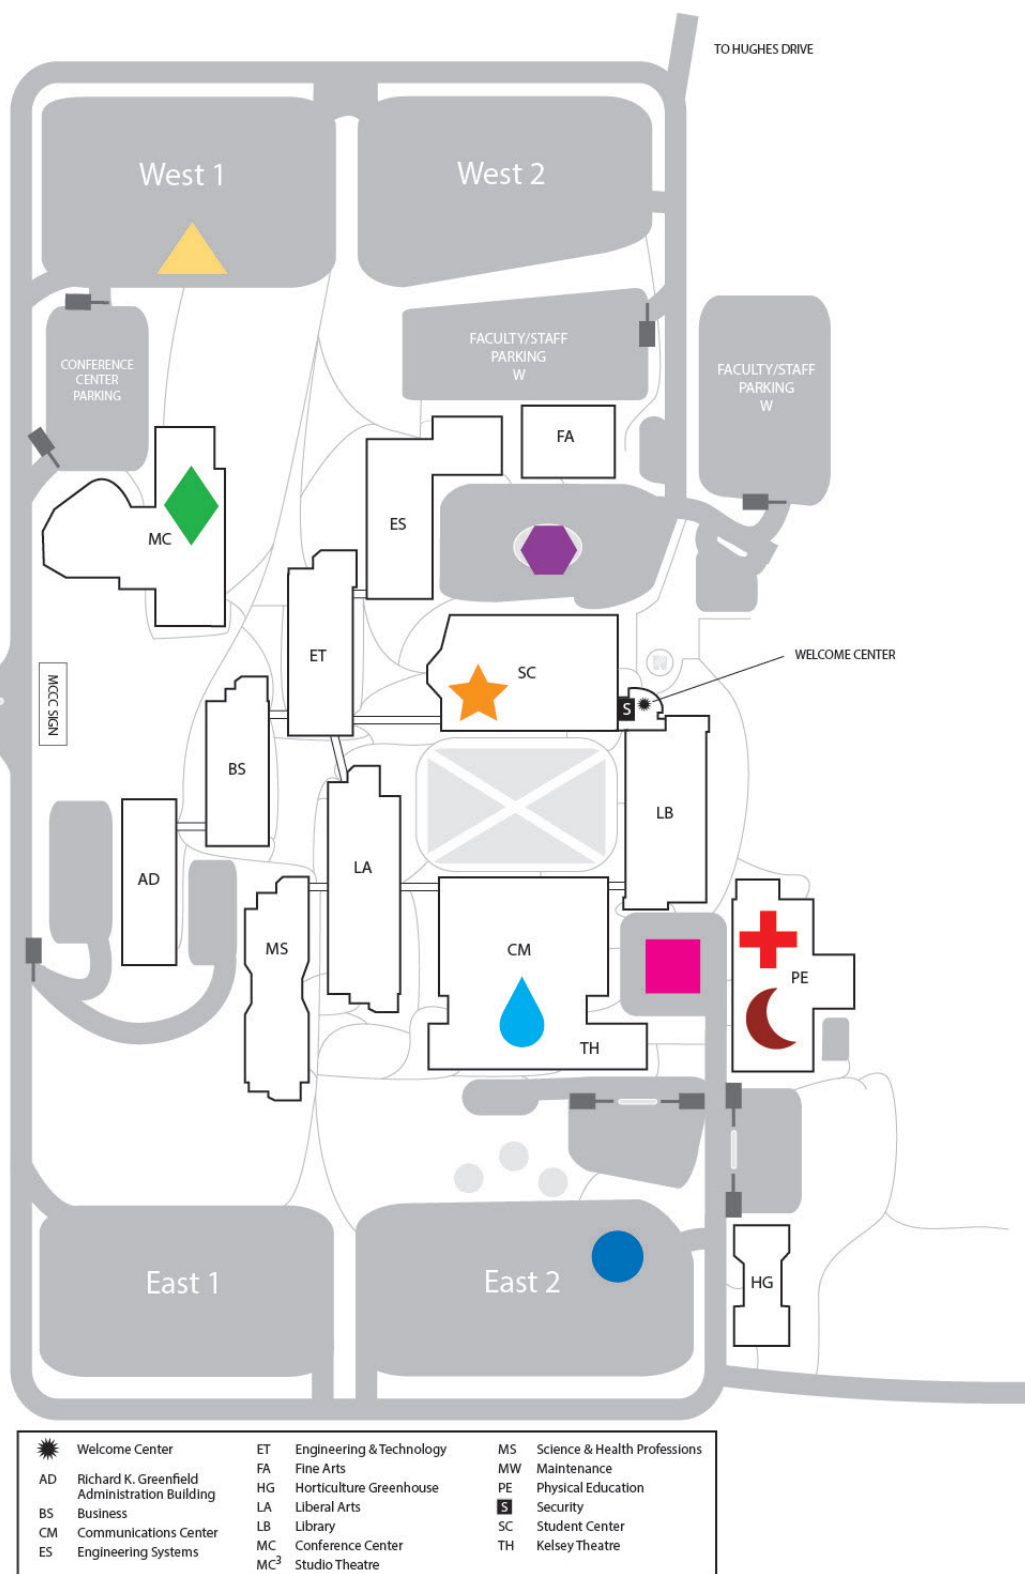 TO HUGHES DRIVE
West 1
West 2
FACULTY/STAFF
PARKING
W
CONFERENCE
CENTER
PARKING
FACULTY/STAFF
PARKING
W
FA
ES
MC
ET
SC
WELCOME CENTER
S
MCCC SIGN
BS
LB
LA
AD
MS
CM
PE
TH
East 1
East 2
HG
Welcome Center
AD Richard K. Greenfield
Administration Building
BS Business
CM Communications Center
ES Engineering Systems
ET Engineering & Technology
FA Fine Arts
HG Horticulture Greenhouse
LA Liberal Arts
LB Library
MC Conference Center
MC³ Studio Theatre
MS Science & Health Professions
MW Maintenance
PE Physical Education
S Security
SC Student Center
TH Kelsey Theatre